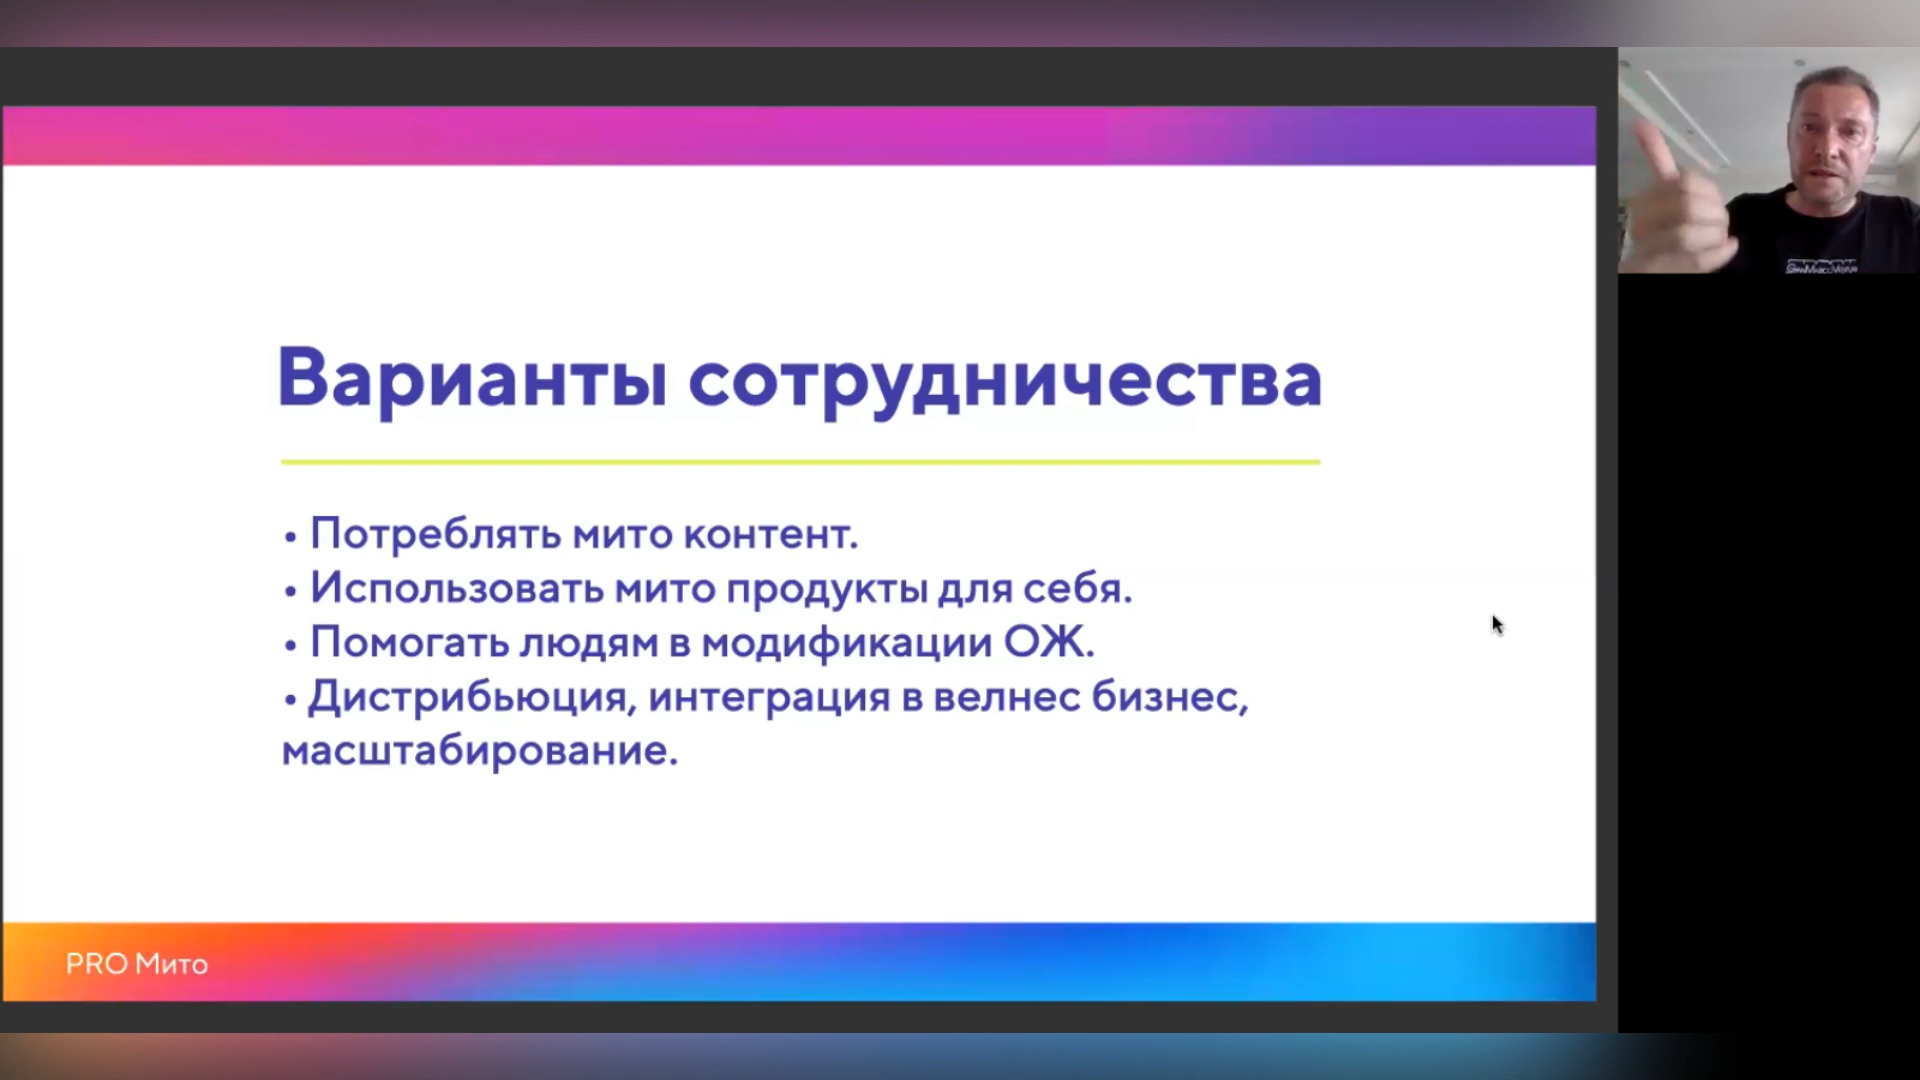 Варианты сотрудничества
• Потреблять мито контент.
• Использовать мито продукты для себя.
• Помогать людям в модификации ОЖ.
• Дистрибьюция, интеграция в велнес бизнес,
масштабирование.
PRO Мито